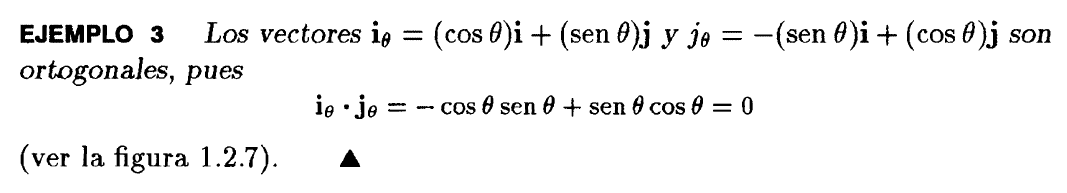 EJEMPLO 3 Los vectores i_θ = (cos θ)i + (sen θ)j y j_θ = −(sen θ)i + (cos θ)j son
ortogonales, pues
i_θ · j_θ = − cos θ sen θ + sen θ cos θ = 0
(ver la figura 1.2.7). ▲